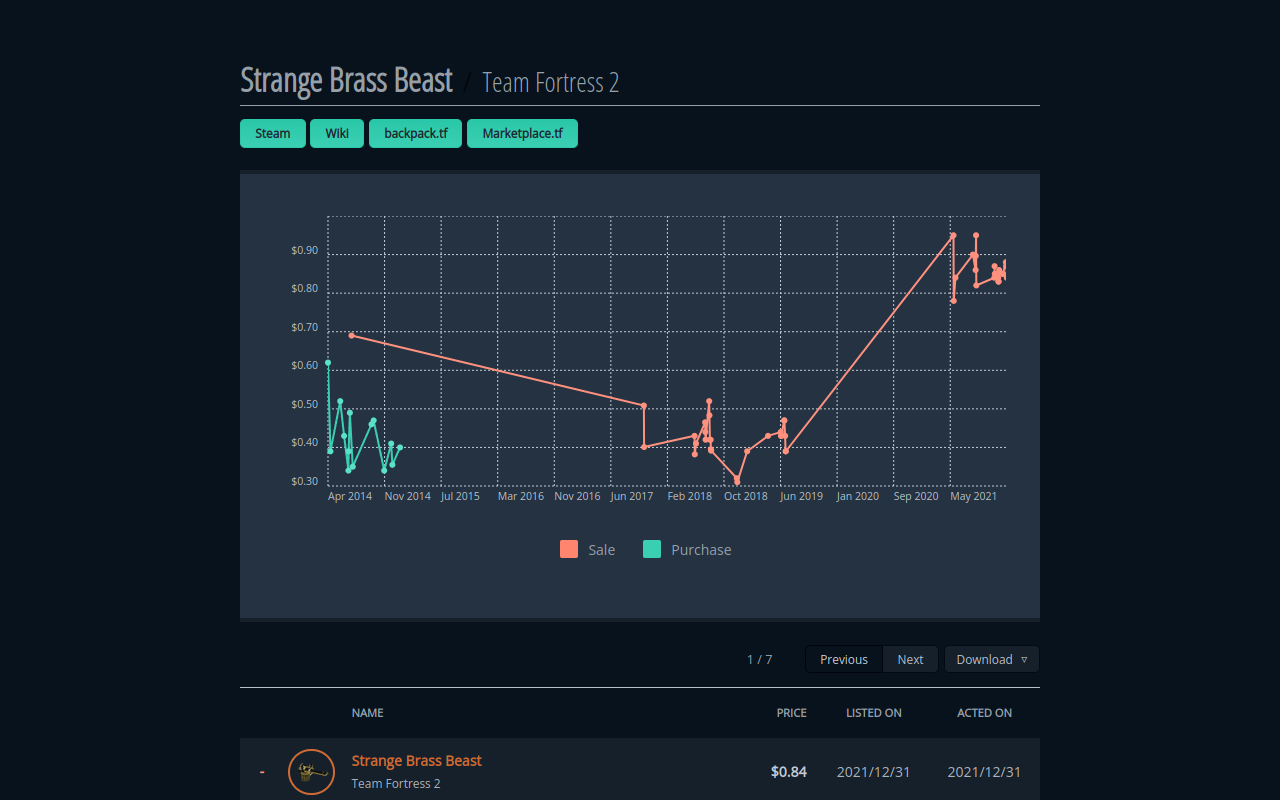 Strange Brass Beast / Team Fortress 2
Steam Wiki backpack.tf Marketplace.tf
$0.90
$0.80
$0.70
$0.60
$0.50
$0.40
$0.30
Apr 2014 Nov 2014 Jul 2015 Mar 2016 Nov 2016 Jun 2017 Feb 2018 Oct 2018 Jun 2019 Jan 2020 Sep 2020 May 2021
Sale Purchase
1 / 7 Previous Next Download ▿
NAME PRICE LISTED ON ACTED ON
- Strange Brass Beast $0.84 2021/12/31 2021/12/31
Team Fortress 2